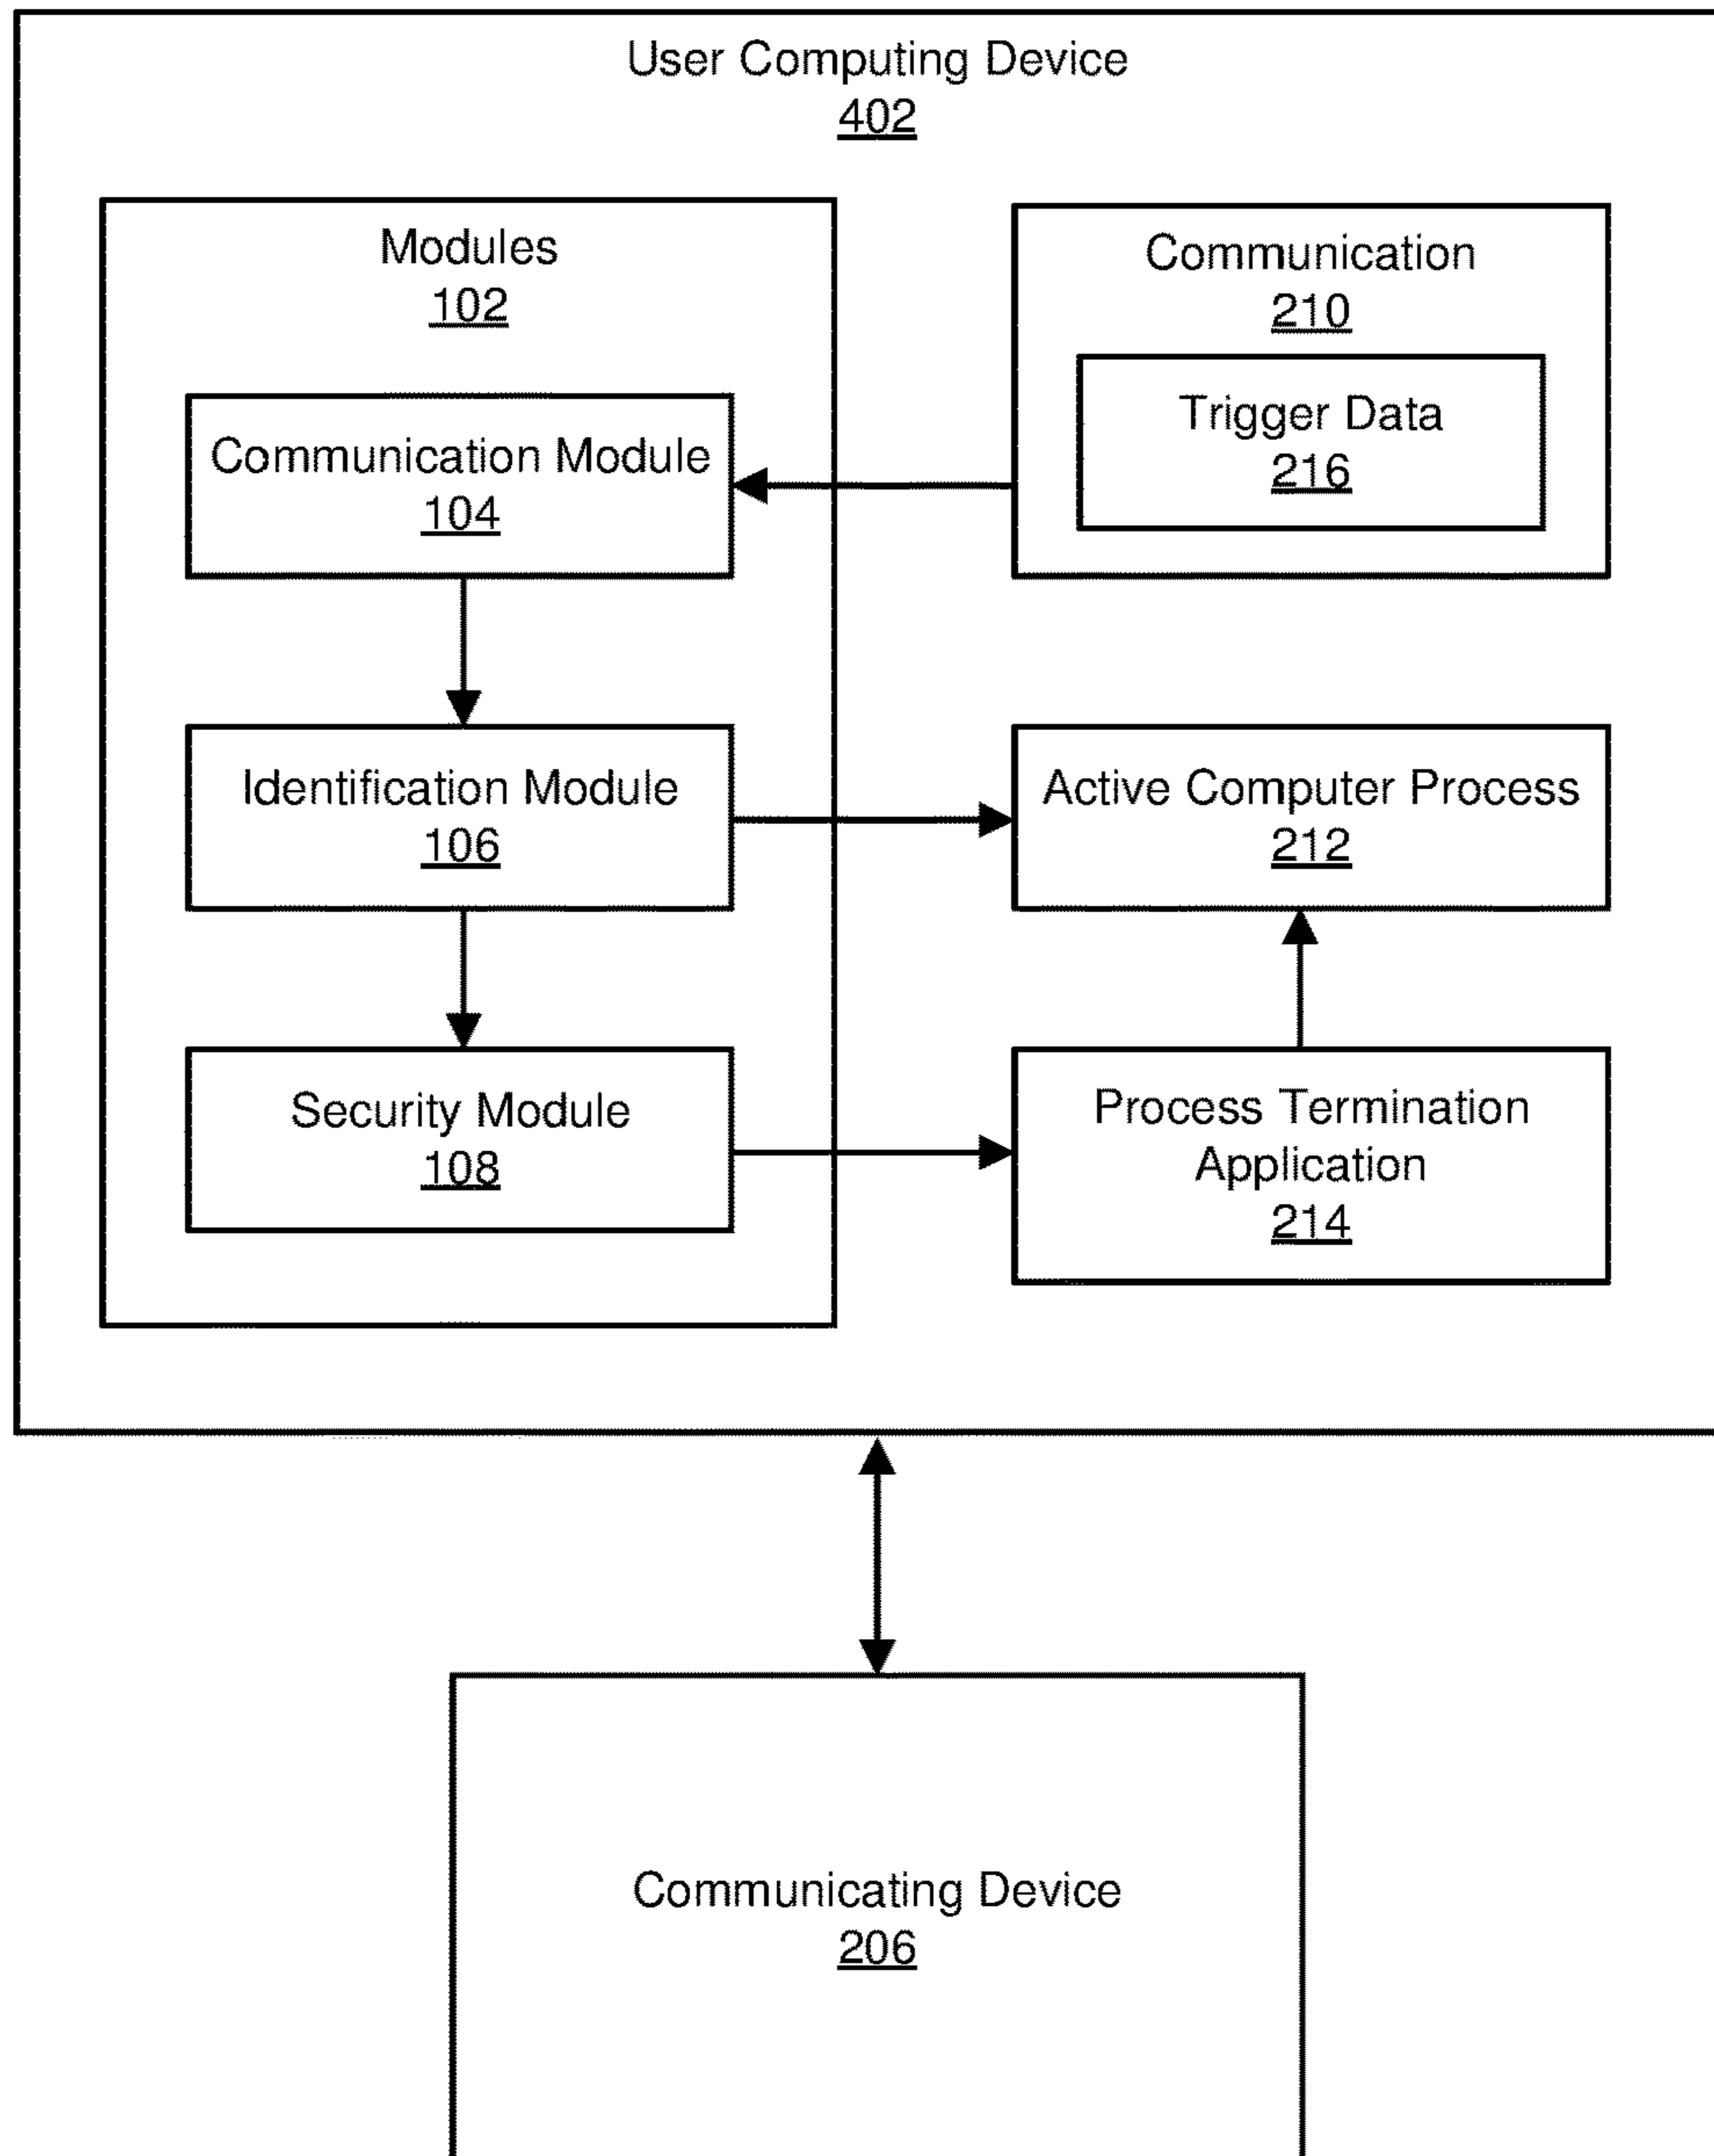 User Computing Device
402
Modules
102
Communication Module
104
Identification Module
106
Security Module
108
Communication
210
Trigger Data
216
Active Computer Process
212
Process Termination
Application
214
Communicating Device
206